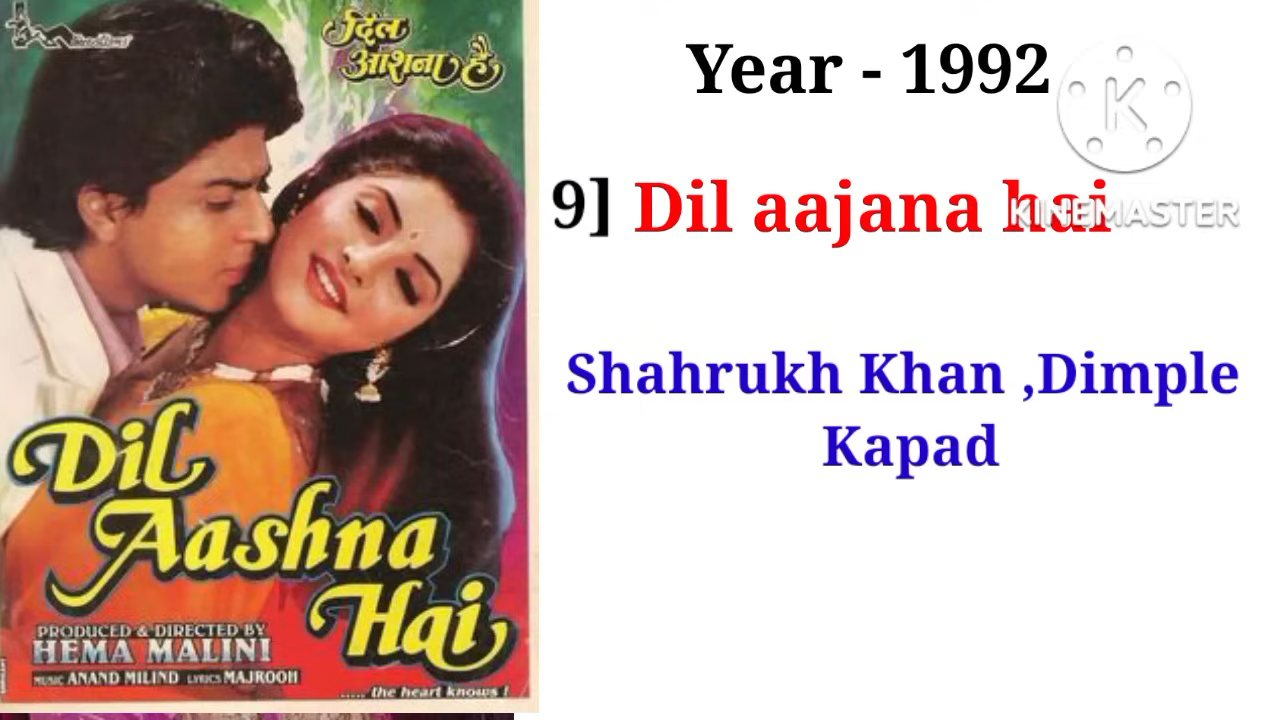 दिल
आशना है
Year - 1992
KINEMASTER
9] Dil aajana hai
Shahrukh Khan ,Dimple
Kapad
Dil
Aashna
Hai
PRODUCED & DIRECTED BY
HEMA MALINI
MUSIC ANAND MILIND LYRICS MAJROOH
..... the heart knows !